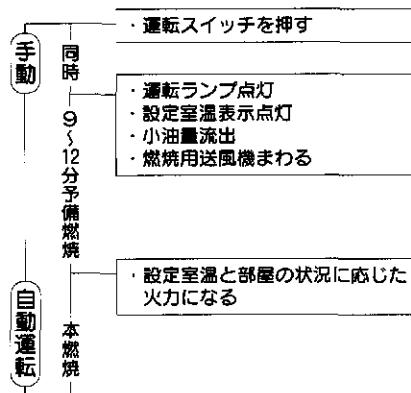 ・運転スイッチを押す
手動
同時
・運転ランプ点灯
・設定室温表示点灯
・小油量流出
・燃焼用送風機まわる
9～12分予備燃焼
・設定室温と部屋の状況に応じた
火力になる
自動運転
本燃焼